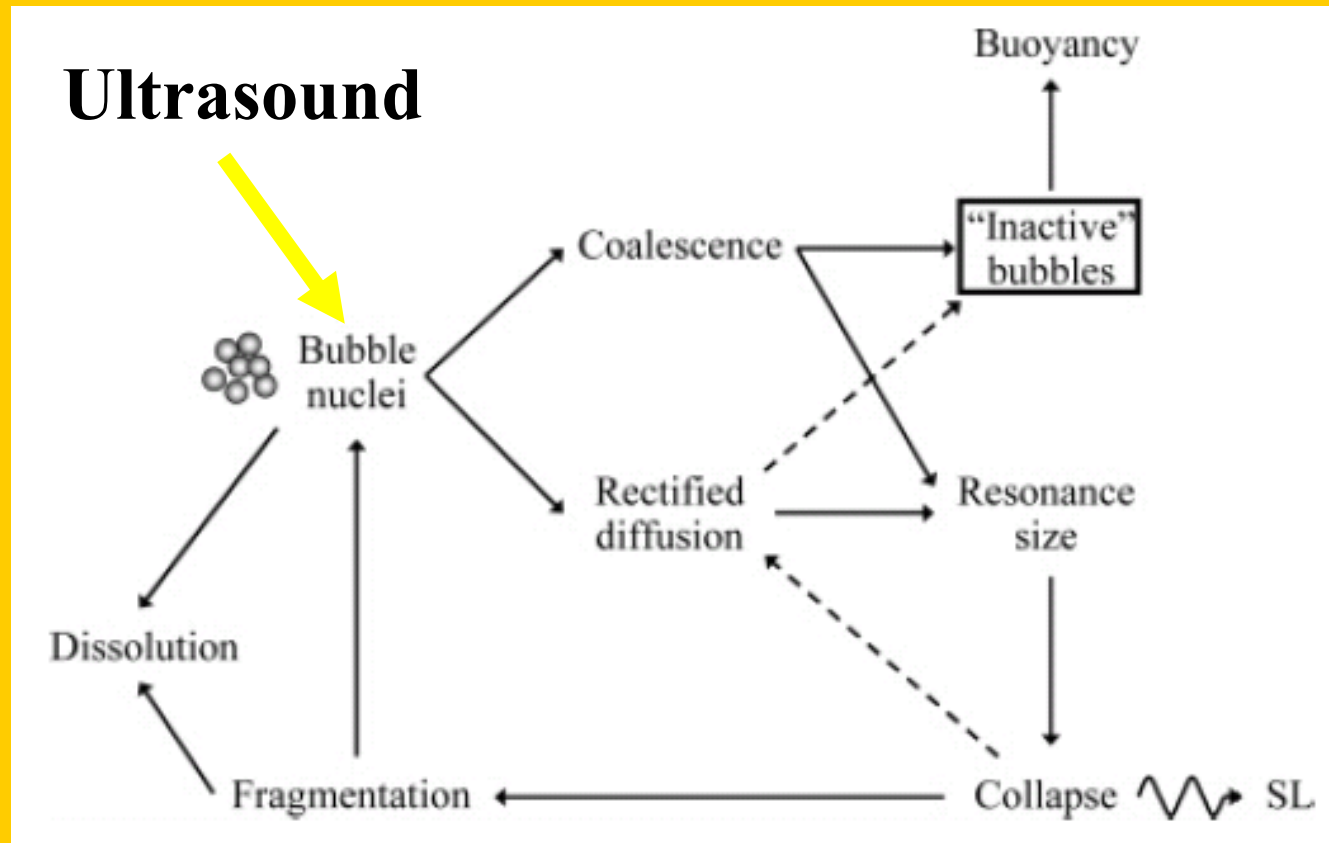 Buoyancy
Ultrasound
"Inactive"
bubbles
Coalescence
Bubble
nuclei
Rectified
diffusion
Resonance
size
Dissolution
Fragmentation
Collapse
SL